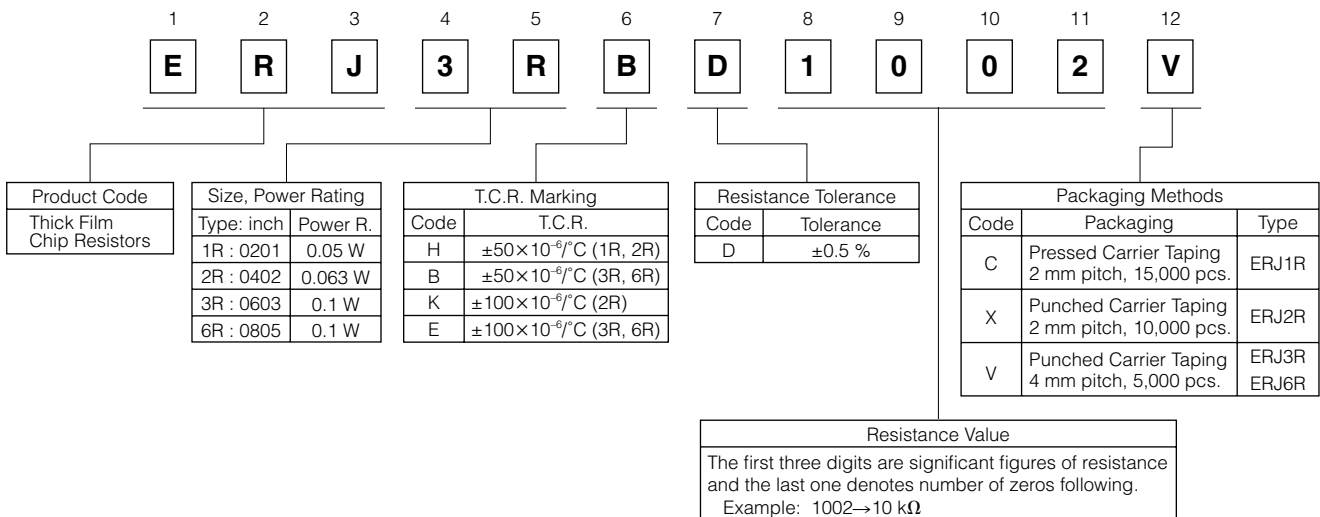 1 2 3 4 5 6 7 8 9 10 11 12
E R J 3 R B D 1 0 0 2 V
Product Code
Thick Film
Chip Resistors
Size, Power Rating
Type: inch Power R.
1R : 0201 0.05 W
2R : 0402 0.063 W
3R : 0603 0.1 W
6R : 0805 0.1 W
T.C.R. Marking
Code T.C.R.
H ±50×10⁻⁶/°C (1R, 2R)
B ±50×10⁻⁶/°C (3R, 6R)
K ±100×10⁻⁶/°C (2R)
E ±100×10⁻⁶/°C (3R, 6R)
Resistance Tolerance
Code Tolerance
D ±0.5 %
Packaging Methods
Code Packaging Type
C Pressed Carrier Taping
2 mm pitch, 15,000 pcs. ERJ1R
X Punched Carrier Taping
2 mm pitch, 10,000 pcs. ERJ2R
V Punched Carrier Taping
4 mm pitch, 5,000 pcs. ERJ3R
ERJ6R
Resistance Value
The first three digits are significant figures of resistance
and the last one denotes number of zeros following.
Example: 1002→10 kΩ